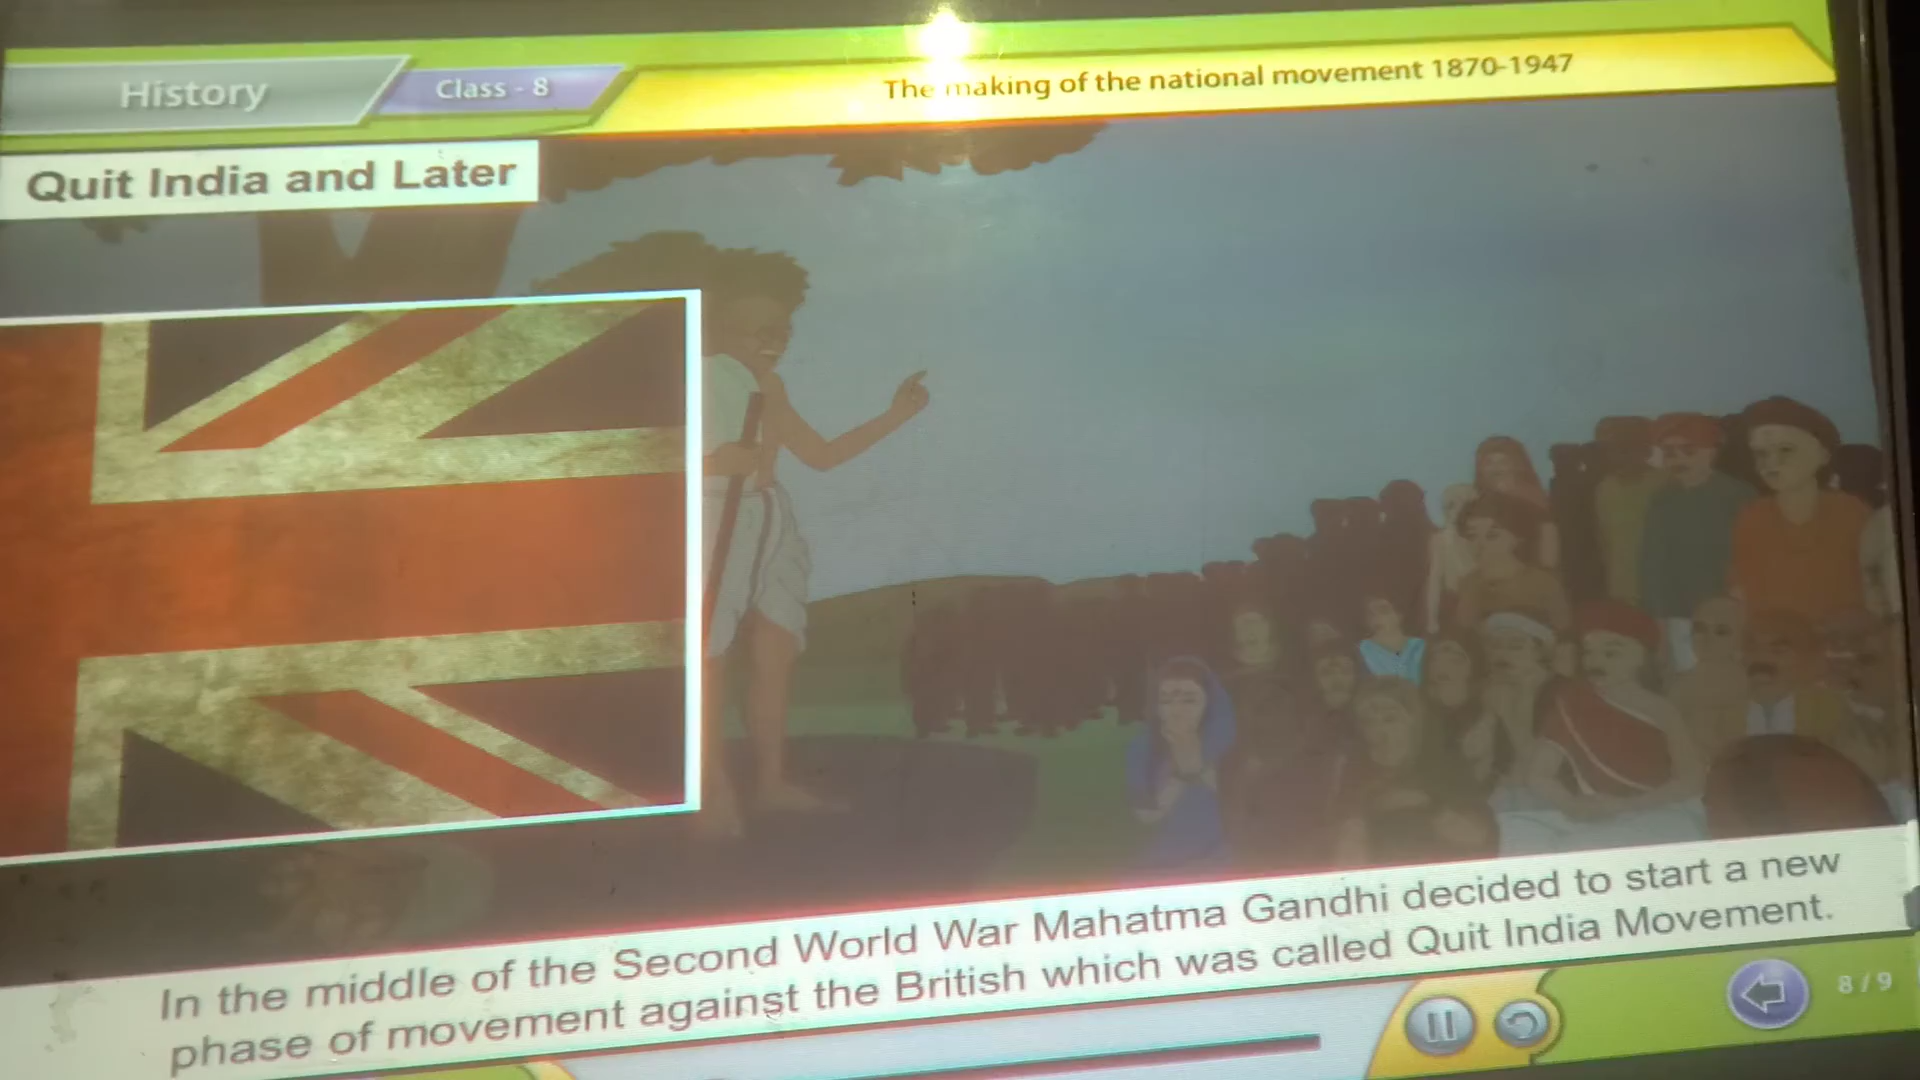 History
Class - 8
The making of the national movement 1870-1947
Quit India and Later
In the middle of the Second World War Mahatma Gandhi decided to start a new
phase of movement against the British which was called Quit India Movement.
8 / 9